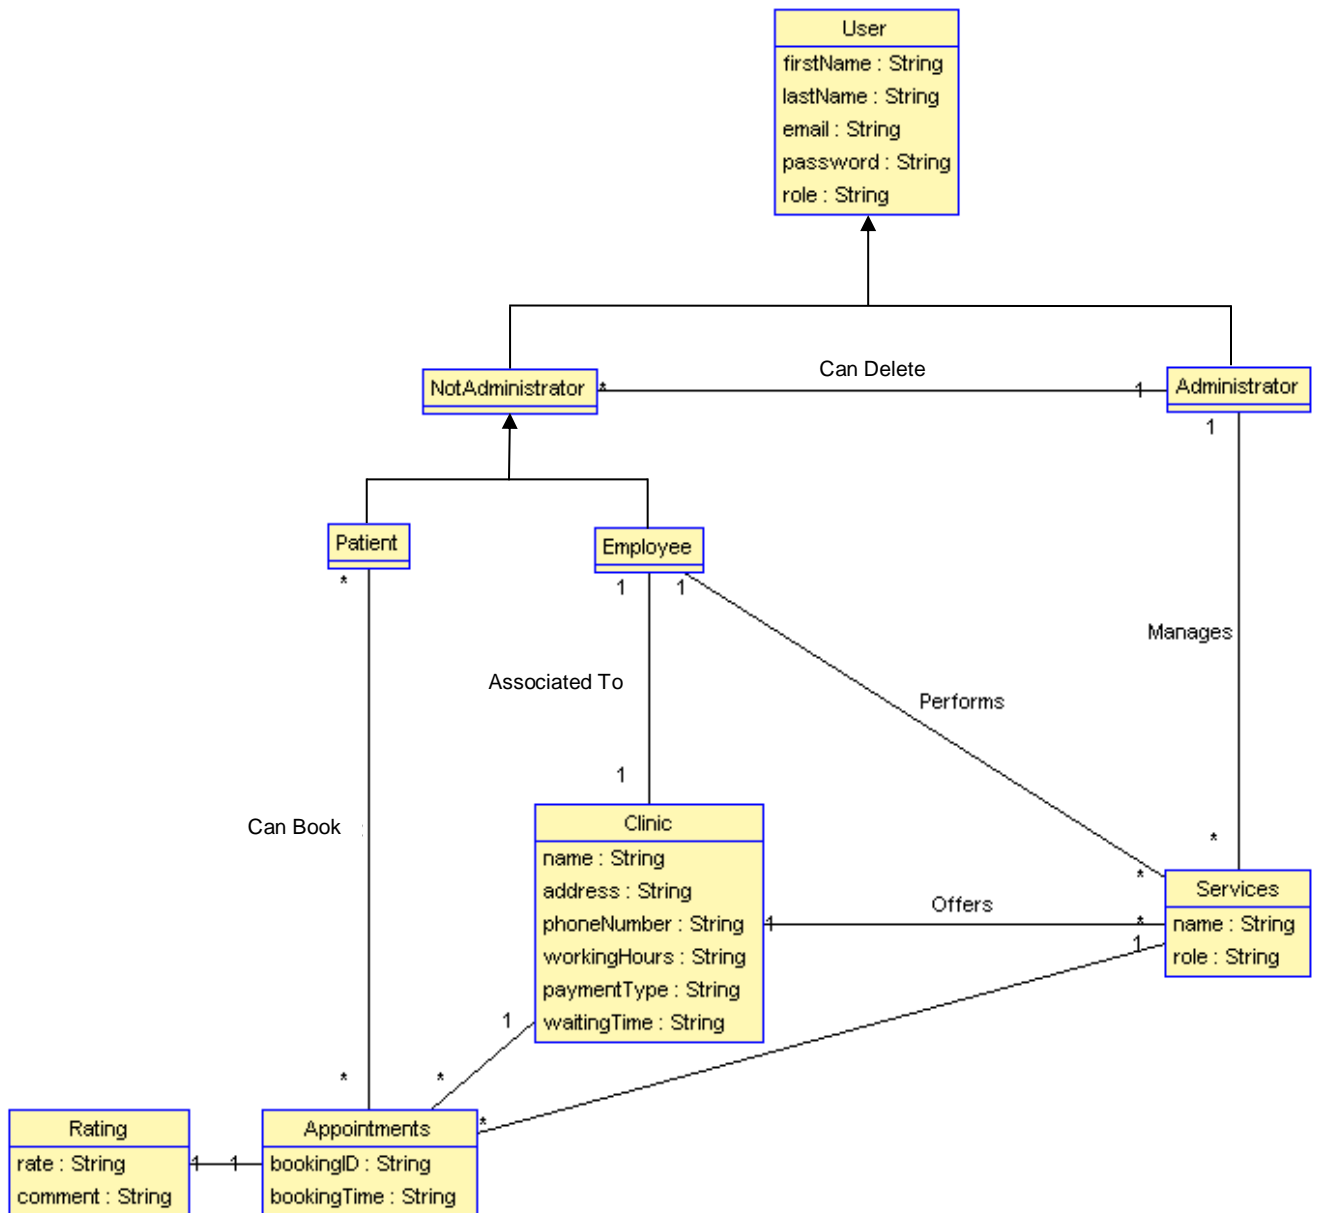 User
firstName : String
lastName : String
email : String
password : String
role : String
Can Delete
NotAdministrator
*
1
Administrator
1
Patient
Employee
*
1
1
Manages
Associated To
Performs
1
Can Book :
*
Clinic
name : String
address : String
phoneNumber : String
workingHours : String
paymentType : String
waitingTime : String
*
Services
name : String
role : String
Offers
1
*
1
1
*
*
*
Rating
rate : String
comment : String
1
1
Appointments
bookingID : String
bookingTime : String